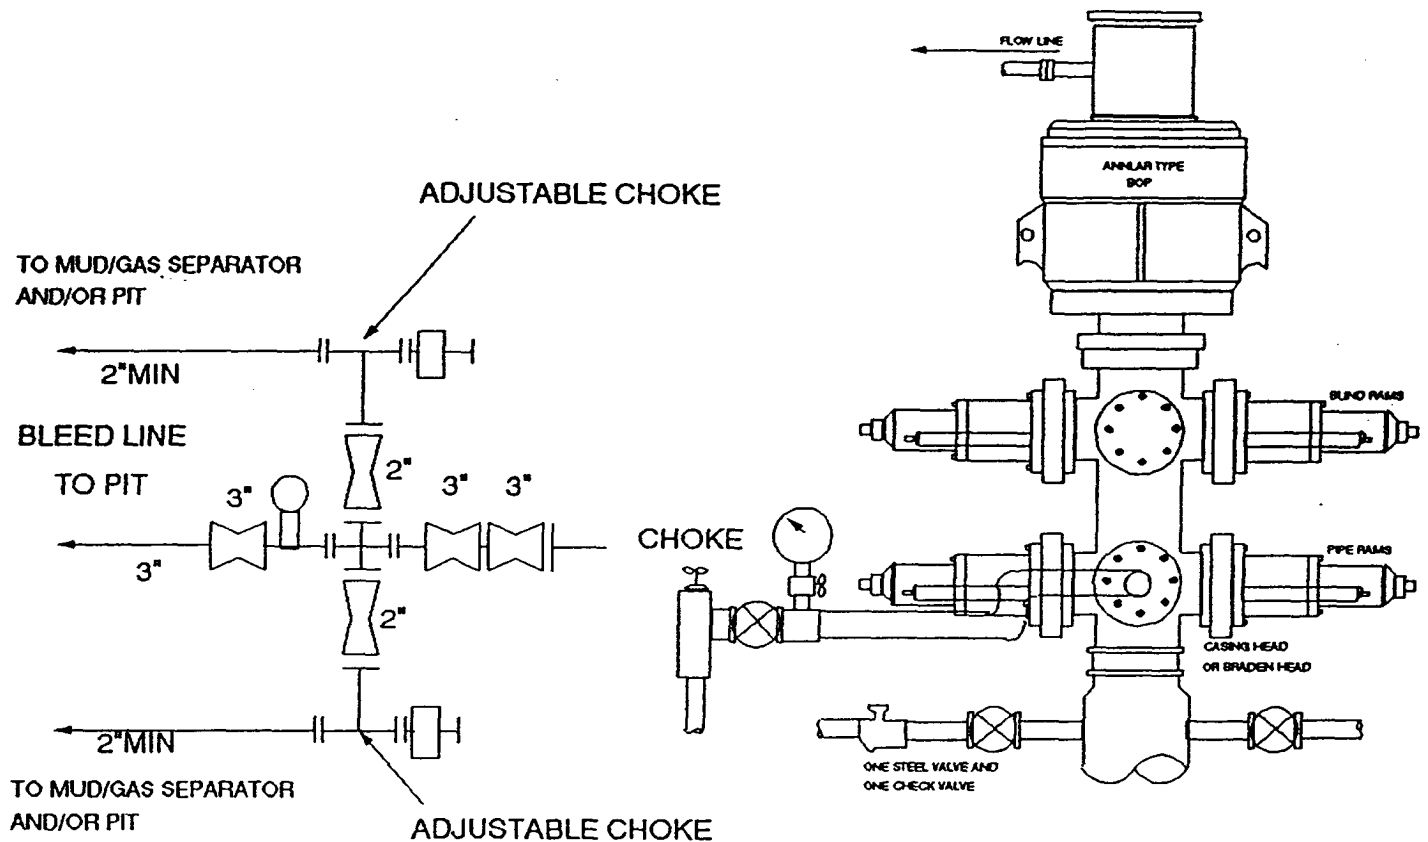 FLOW LINE
ANNLAR TYPE
BOP
ADJUSTABLE CHOKE
TO MUD/GAS SEPARATOR
AND/OR PIT
2"MIN
BLIND RAMS
BLEED LINE
TO PIT
2"
3"
3"
3"
3"
CHOKE
PIPE RAMS
2"
CASING HEAD
OR BRADEN HEAD
2"MIN
ONE STEEL VALVE AND
ONE CHECK VALVE
TO MUD/GAS SEPARATOR
AND/OR PIT
ADJUSTABLE CHOKE